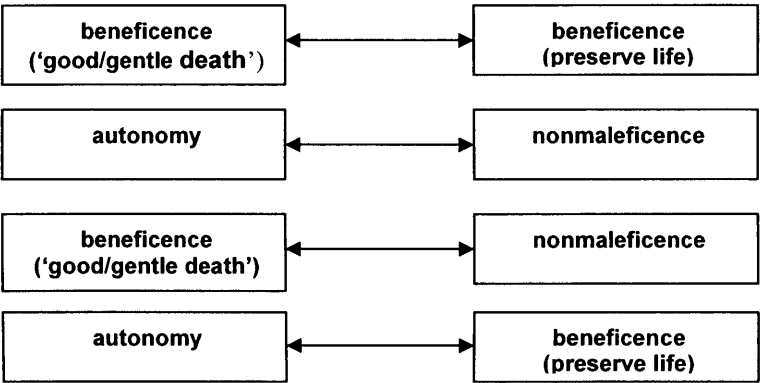 beneficence
('good/gentle death')
beneficence
(preserve life)
autonomy
nonmaleficence
beneficence
('good/gentle death')
nonmaleficence
autonomy
beneficence
(preserve life)